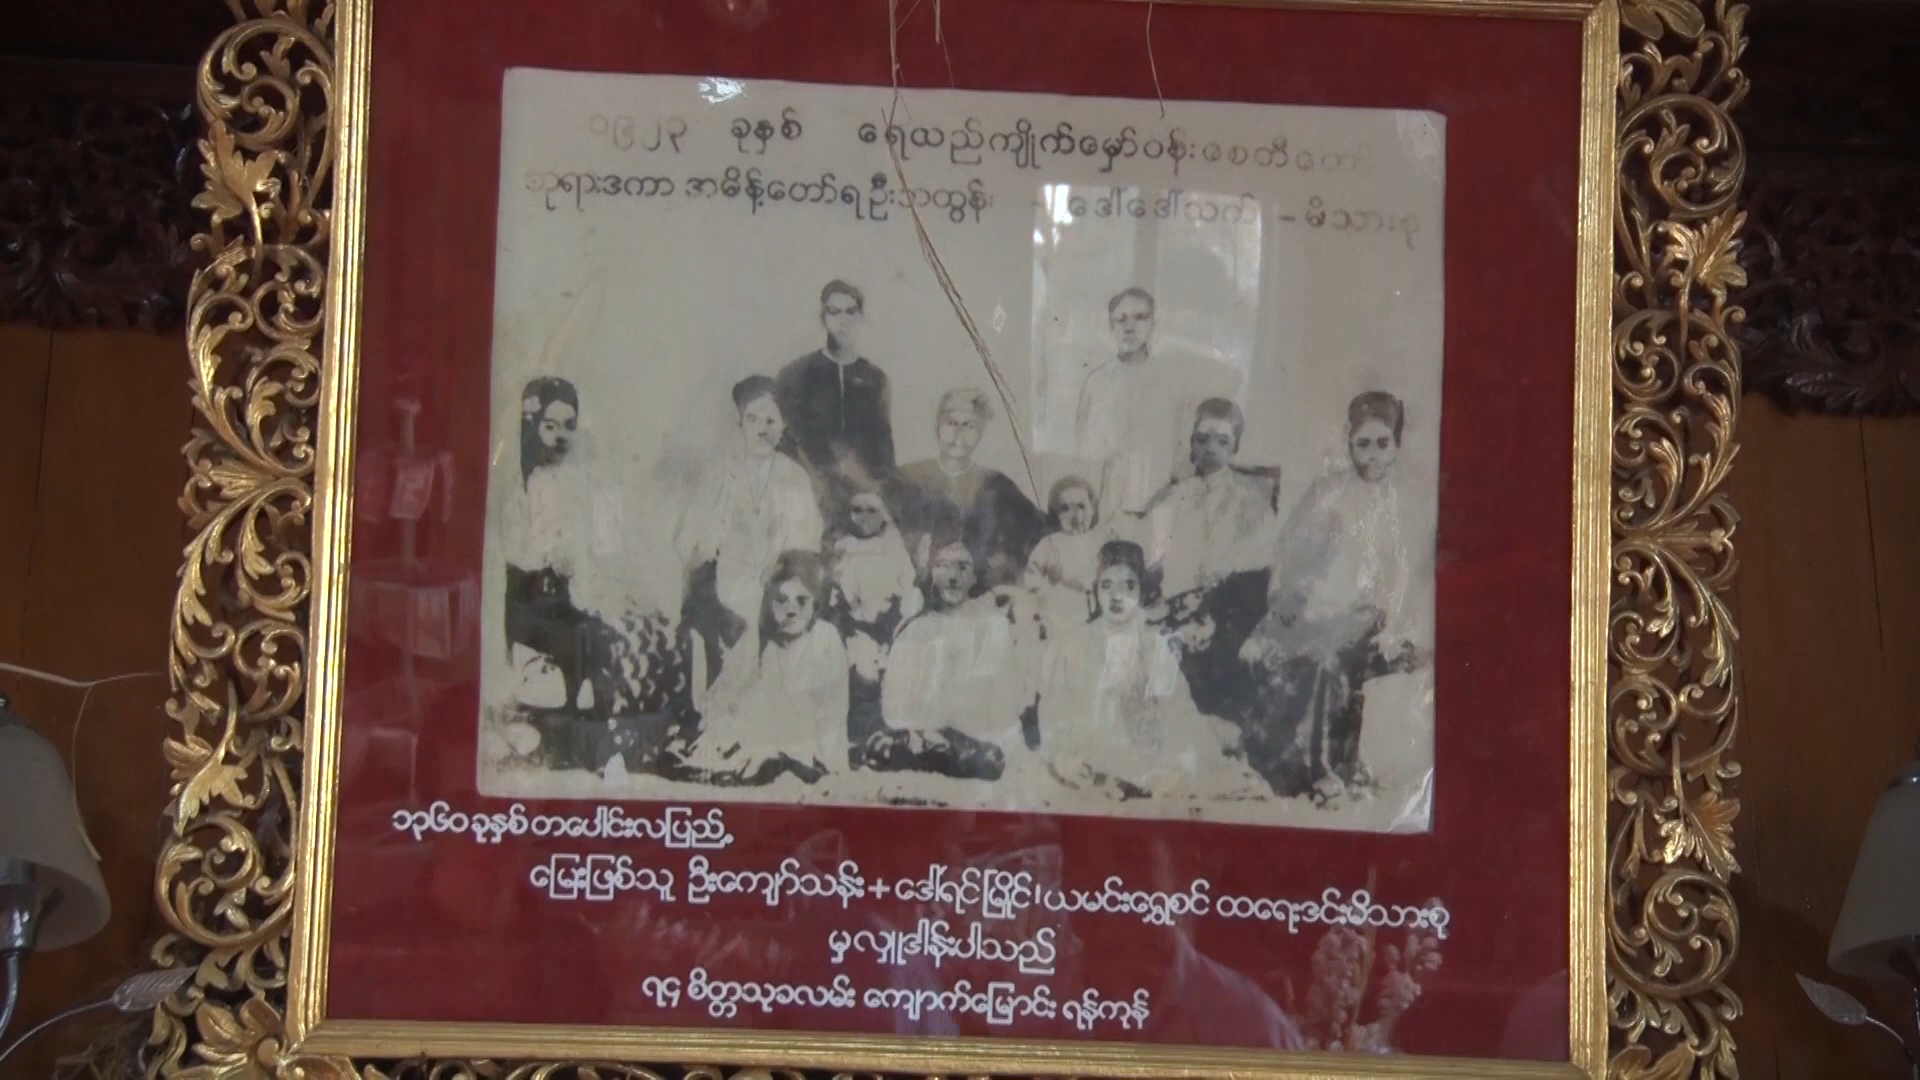 ၁၉၂၃ ခုနှစ် ရေလည်ကျိုက်မှော်ဝန်းစေတီတော်
ဘုရားဒကာ အမိန့်တော်ရဦးဘထွန်း - ဒေါ်ဒေါ်သက် - မိသားစု
၁၃၆၀ခုနှစ်တပေါင်းလပြည့်
မြေးဖြစ်သူ ဦးကျော်သန်း + ဒေါ်ရင်မြိုင်၊ ယမင်းရွှေစင် ထရေးဒင်းမိသားစု
မှလှူဒါန်းပါသည်
၇၄ စိတ္တသုခလမ်း ကျောက်မြောင်း ရန်ကုန်